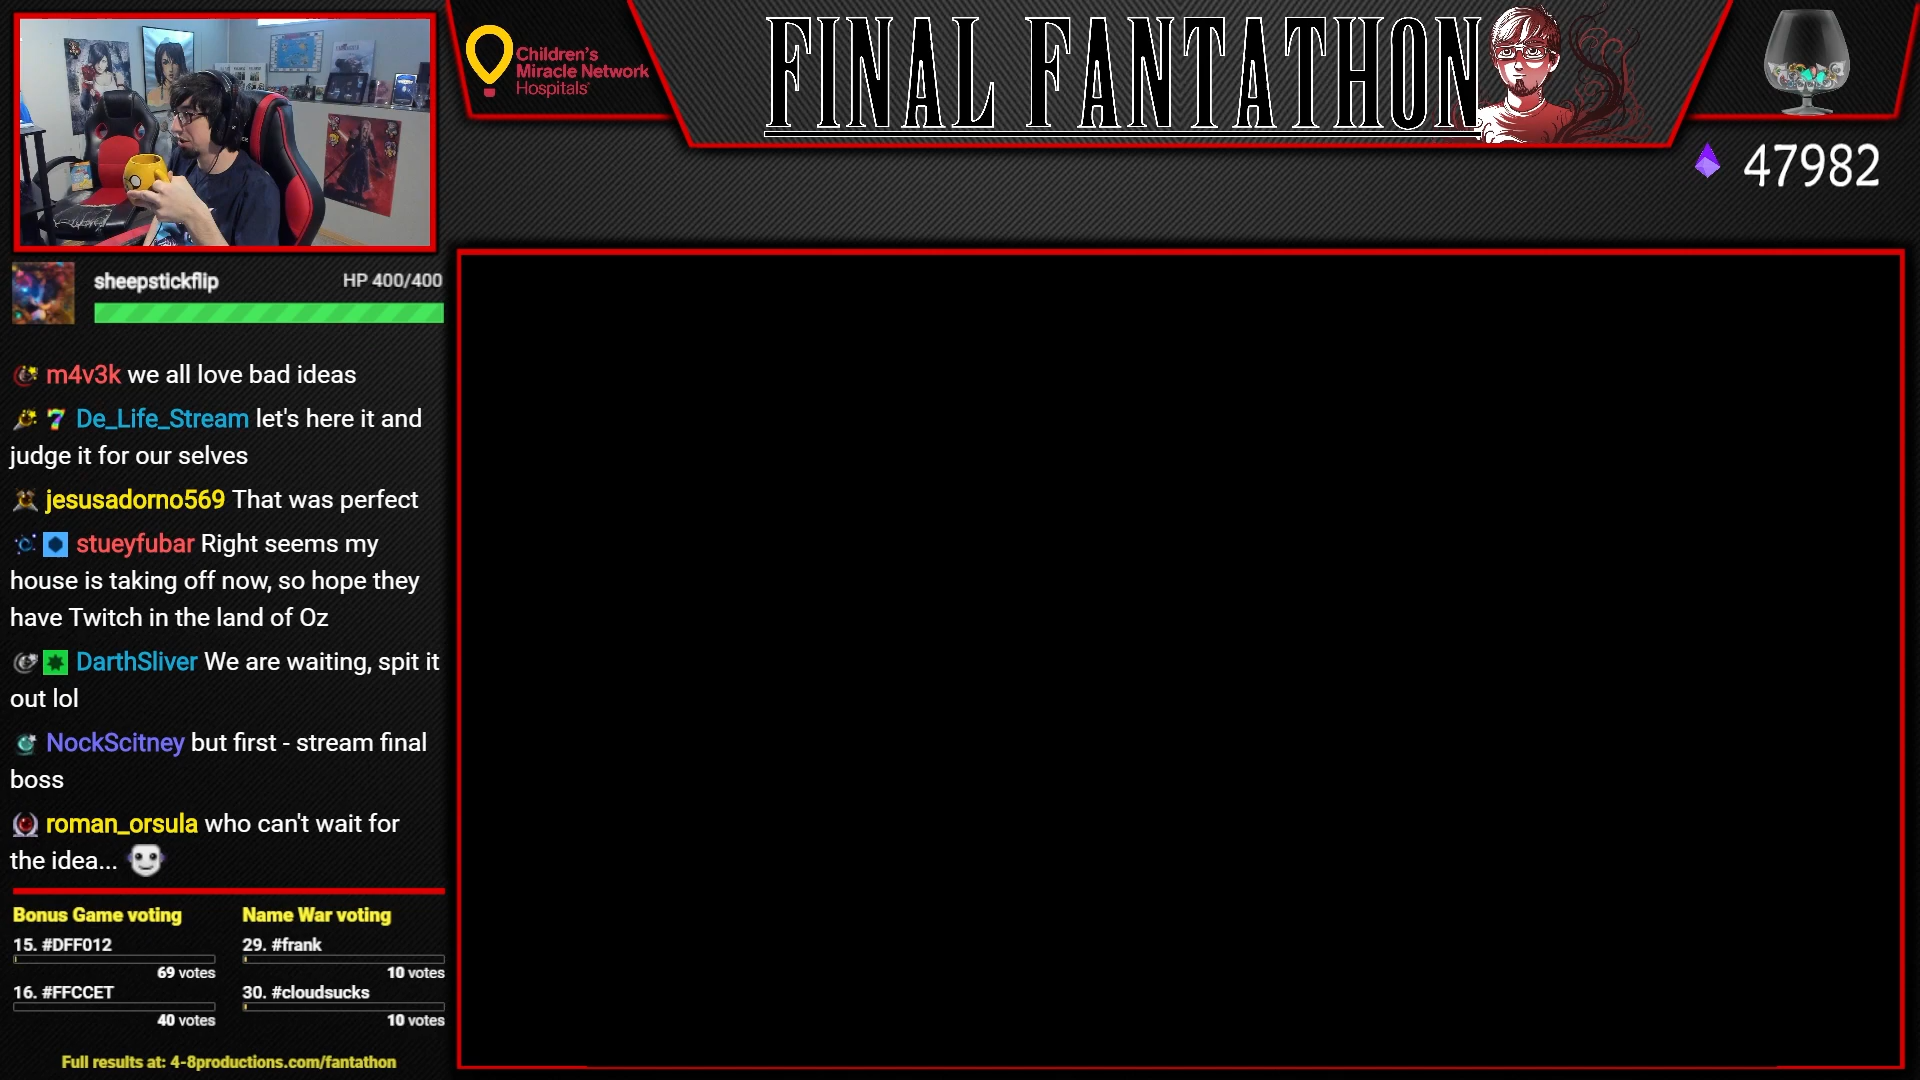 Children's
Miracle Network
Hospitals
FINAL FANTATHON
47982
sheepstickflip HP 400/400
m4v3k we all love bad ideas
De_Life_Stream let's here it and
judge it for our selves
jesusadorno569 That was perfect
stueyfubar Right seems my
house is taking off now, so hope they
have Twitch in the land of Oz
DarthSliver We are waiting, spit it
out lol
NockScitney but first - stream final
boss
roman_orsula who can't wait for
the idea...
Bonus Game voting
15. #DFF012
69 votes
16. #FFCCET
40 votes
Name War voting
29. #frank
10 votes
30. #cloudsucks
10 votes
Full results at: 4-8productions.com/fantathon